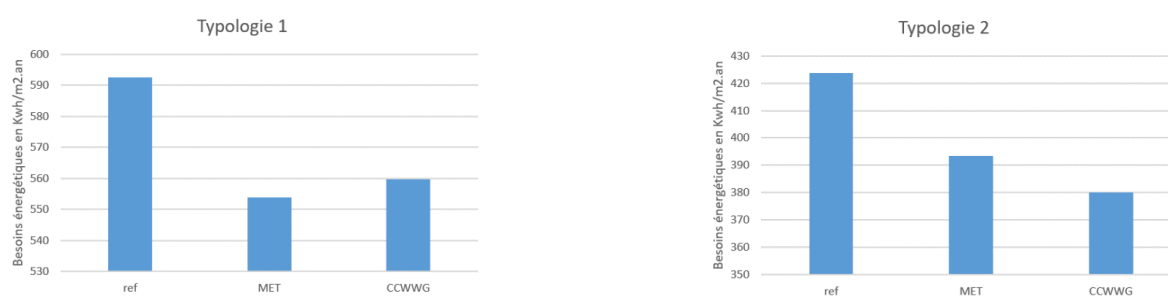 Typologie 1
Besoins énergétiques en Kwh/m2.an
600
590
580
570
560
550
540
530
ref MET CCWWG
Typologie 2
Besoins énergétiques en Kwh/m2.an
430
420
410
400
390
380
370
360
350
ref MET CCWWG